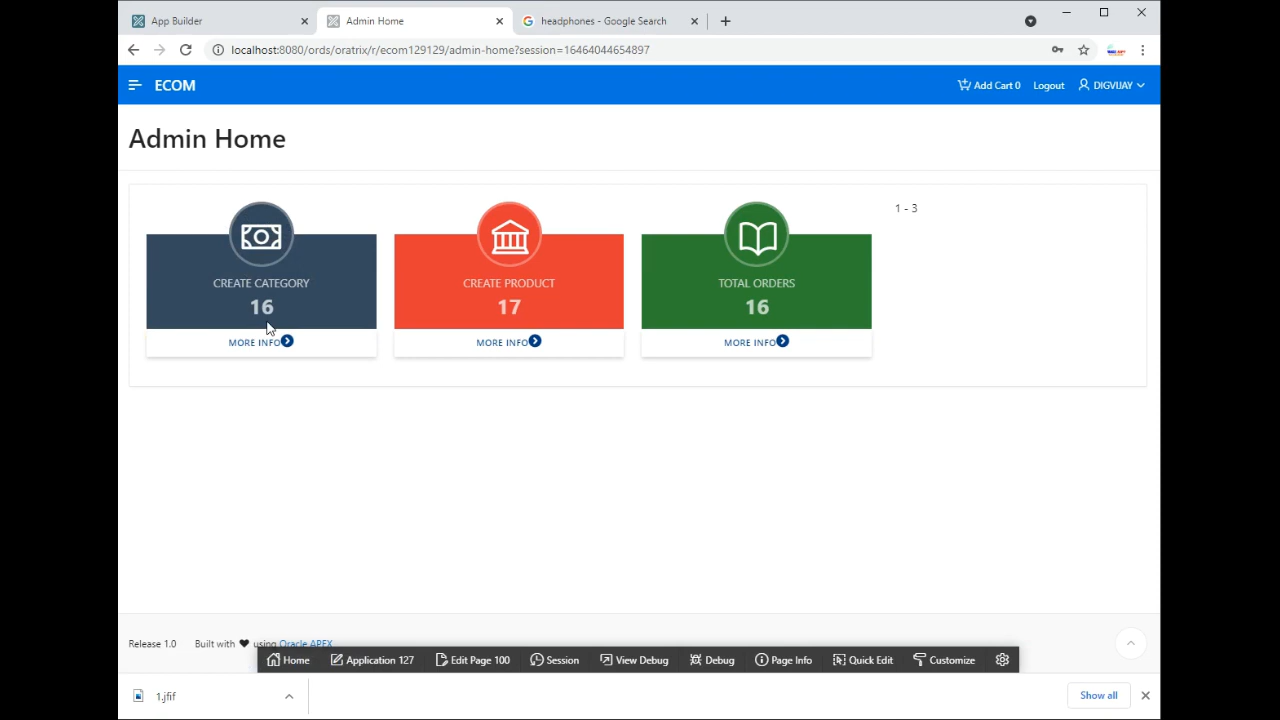 App Builder
Admin Home
headphones - Google Search
localhost:8080/ords/oratrix/r/ecom129129/admin-home?session=16464044654897
ECOM
Add Cart 0
Logout
DIGVIJAY
Admin Home
1 - 3
CREATE CATEGORY
16
MORE INFO
CREATE PRODUCT
17
MORE INFO
TOTAL ORDERS
16
MORE INFO
Release 1.0
Built with using Oracle APEX
Home
Application 127
Edit Page 100
Session
View Debug
Debug
Page Info
Quick Edit
Customize
1.jfif
Show all